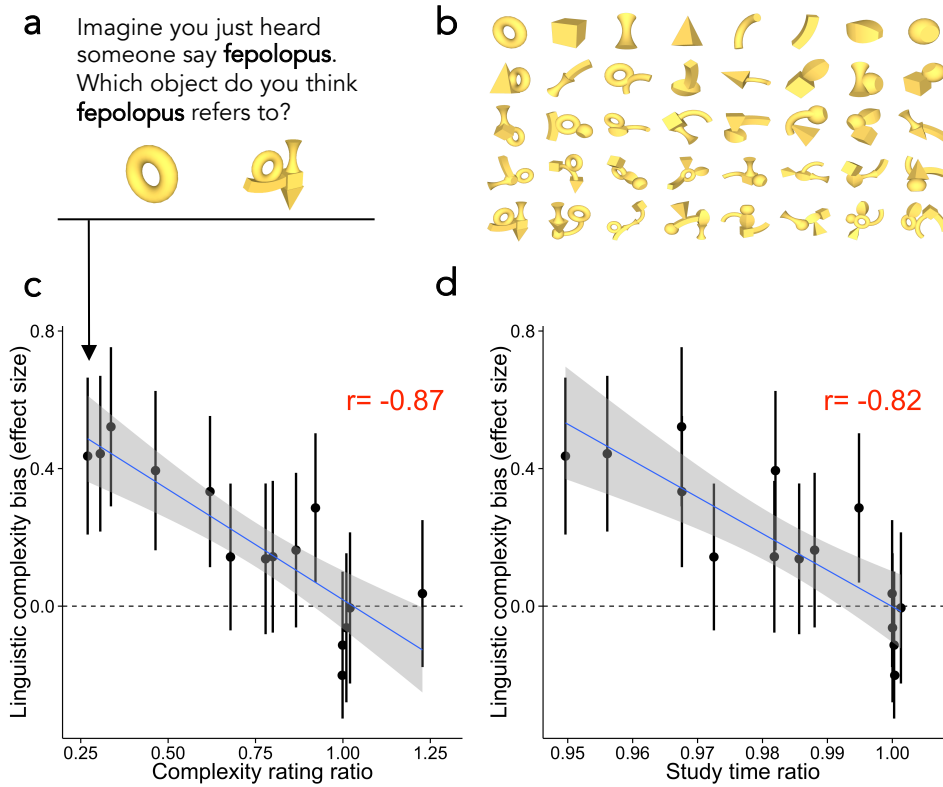 a
Imagine you just heard
someone say fepolopus.
Which object do you think
fepolopus refers to?
b
c
Linguistic complexity bias (effect size)
0.8
0.4
0.0
r= -0.87
0.25 0.50 0.75 1.00 1.25
Complexity rating ratio
d
Linguistic complexity bias (effect size)
0.8
0.4
0.0
r= -0.82
0.95 0.96 0.97 0.98 0.99 1.00
Study time ratio